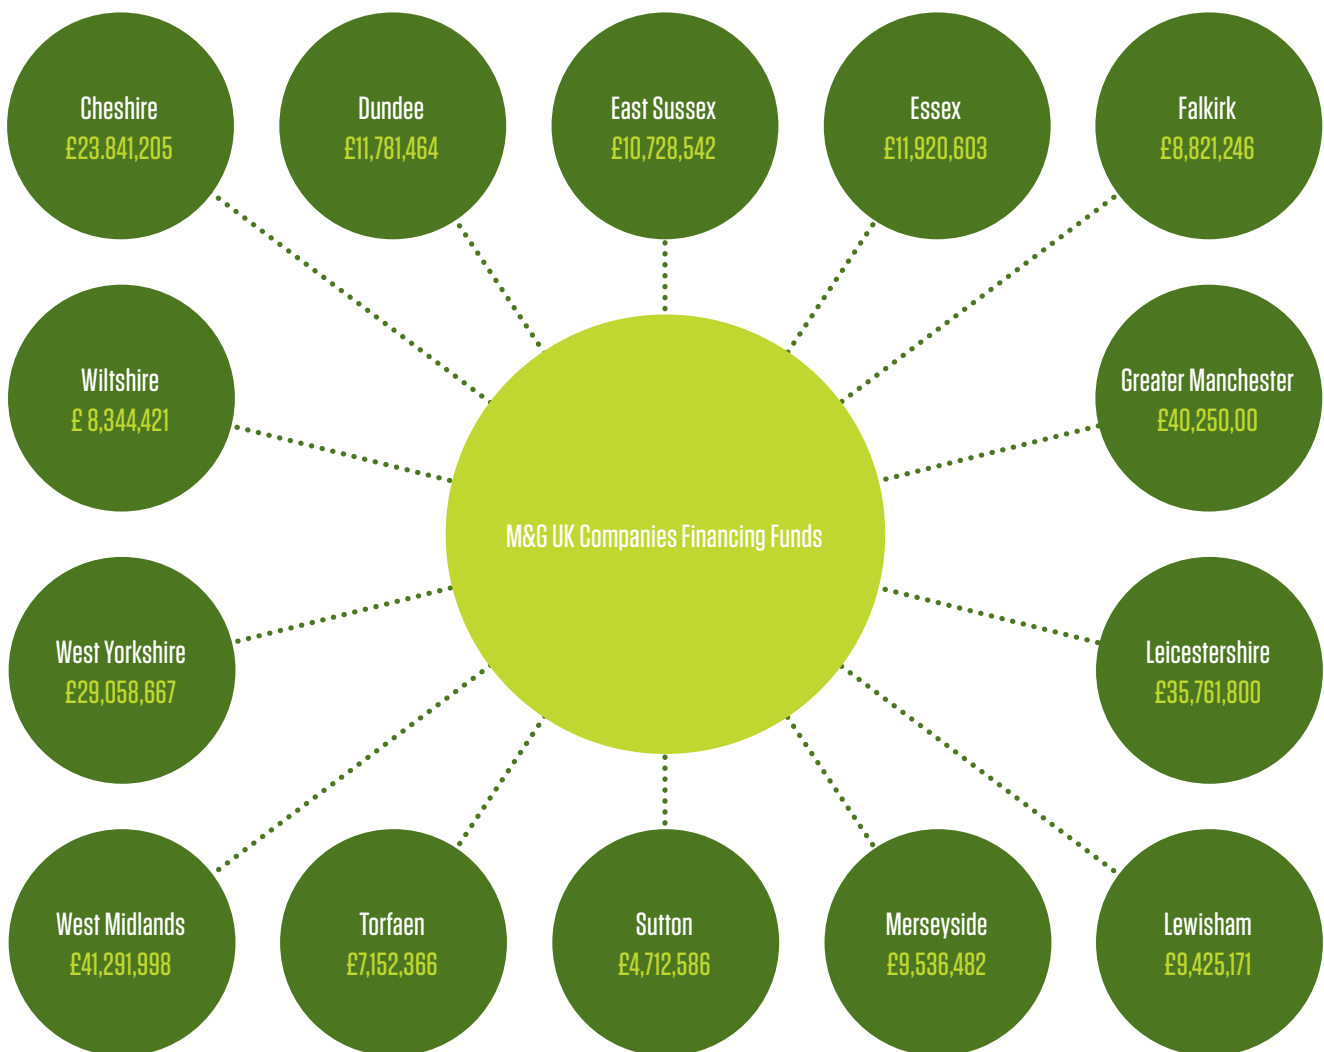 Cheshire
£23.841,205
Dundee
£11,781,464
East Sussex
£10,728,542
Essex
£11,920,603
Falkirk
£8,821,246
Wiltshire
£ 8,344,421
Greater Manchester
£40,250,00
M&G UK Companies Financing Funds
West Yorkshire
£29,058,667
Leicestershire
£35,761,800
West Midlands
£41,291,998
Torfaen
£7,152,366
Sutton
£4,712,586
Merseyside
£9,536,482
Lewisham
£9,425,171